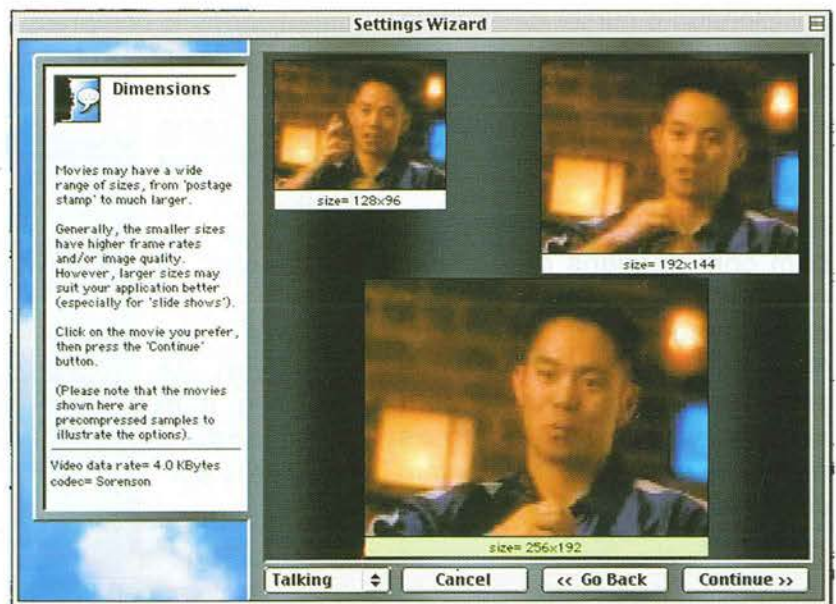 Settings Wizard
Dimensions
Movies may have a wide
range of sizes, from 'postage
stamp' to much larger.
Generally, the smaller sizes
have higher frame rates
and/or image quality.
However, larger sizes may
suit your application better
(especially for 'slide shows').
Click on the movie you prefer,
then press the 'Continue'
button.
(Please note that the movies
shown here are
precompressed samples to
illustrate the options).
Video data rate= 4.0 KBytes
codec= Sorenson
size= 128x96
size= 192x144
size= 256x192
Talking
Cancel
<< Go Back
Continue >>